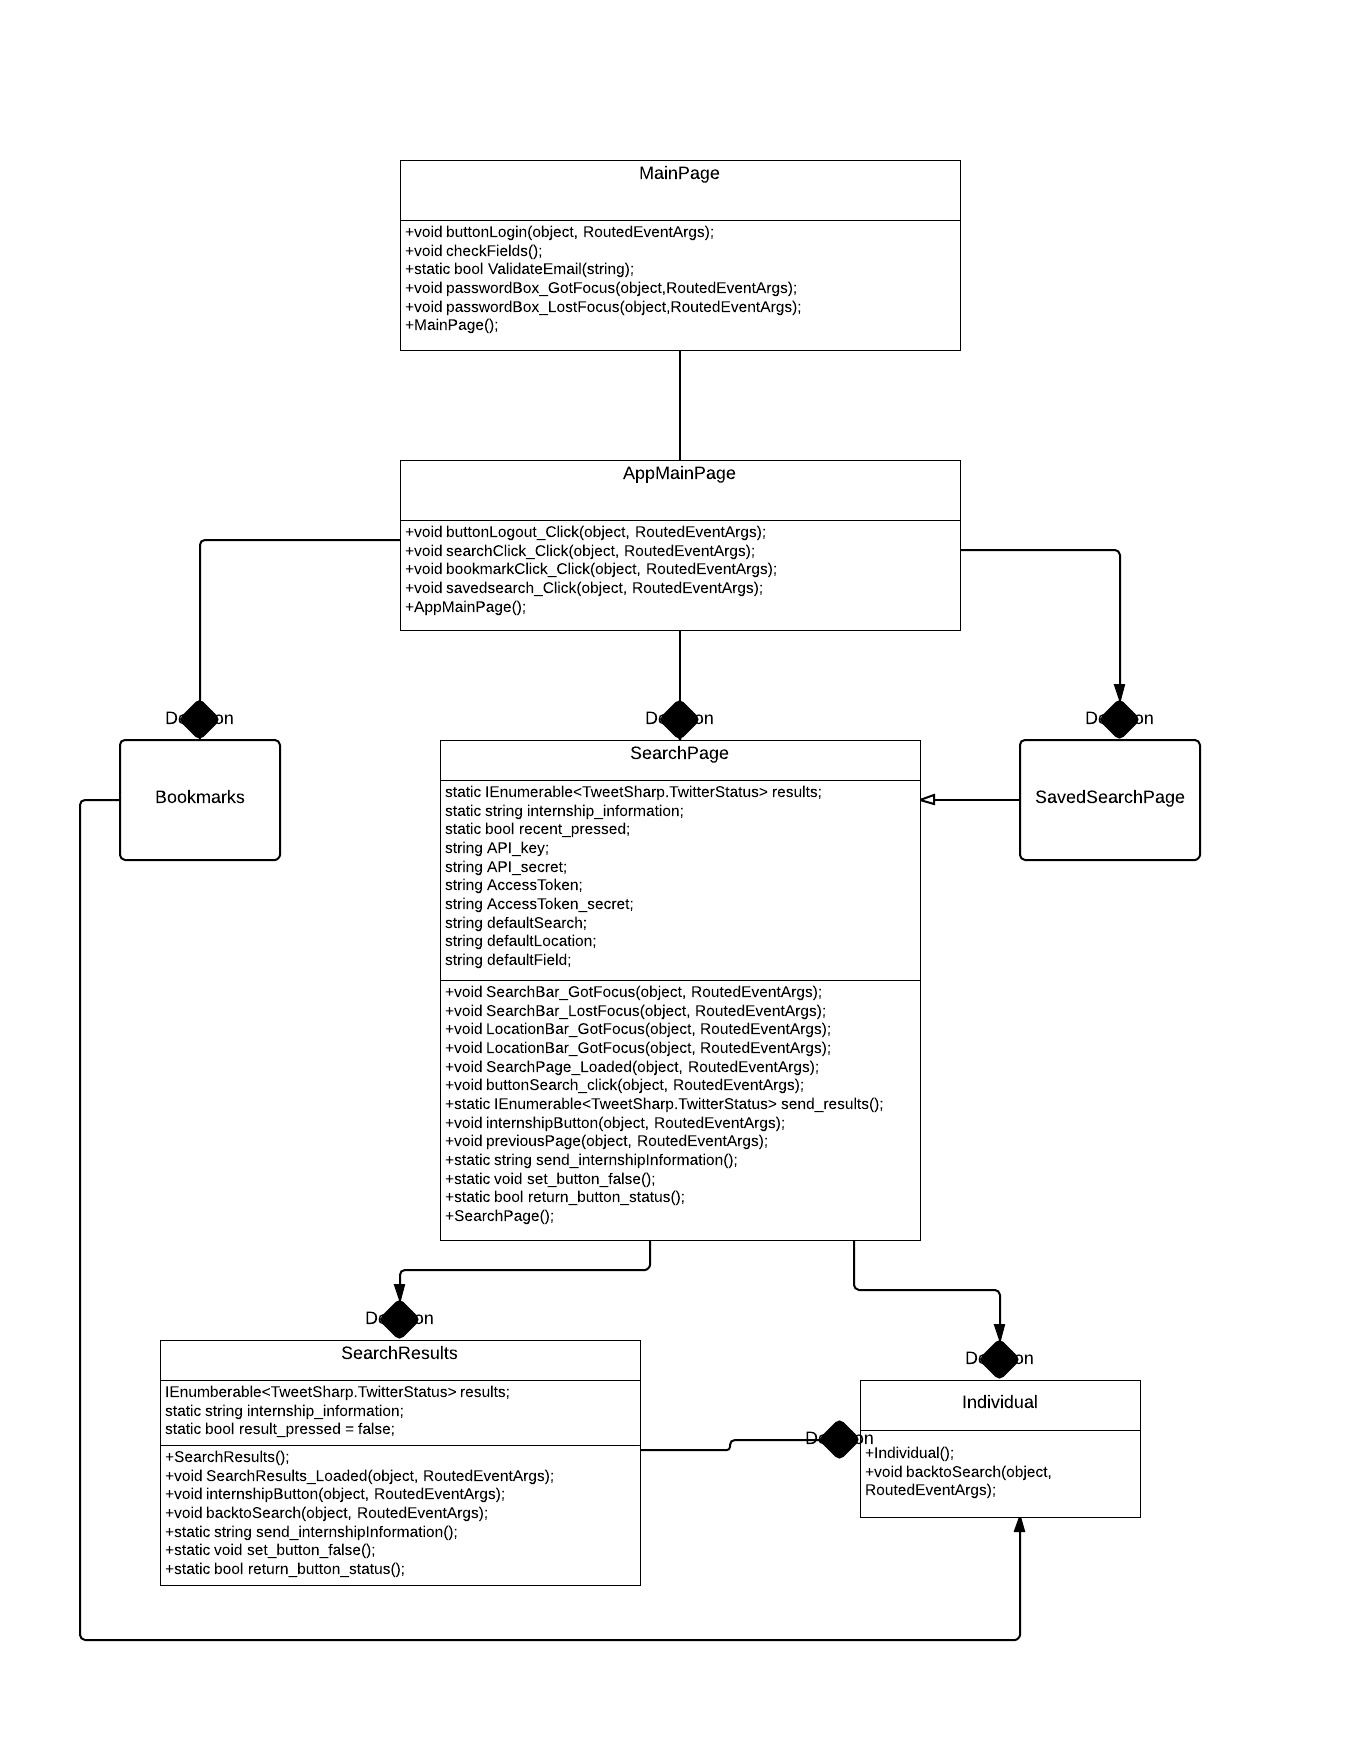 MainPage
+void buttonLogin(object, RoutedEventArgs);
+void checkFields();
+static bool ValidateEmail(string);
+void passwordBox_GotFocus(object,RoutedEventArgs);
+void passwordBox_LostFocus(object,RoutedEventArgs);
+MainPage();
AppMainPage
+void buttonLogout_Click(object, RoutedEventArgs);
+void searchClick_Click(object, RoutedEventArgs);
+void bookmarkClick_Click(object, RoutedEventArgs);
+void savedsearch_Click(object, RoutedEventArgs);
+AppMainPage();
Bookmarks
SearchPage
static IEnumerable<TweetSharp.TwitterStatus> results;
static string internship_information;
static bool recent_pressed;
string API_key;
string API_secret;
string AccessToken;
string AccessToken_secret;
string defaultSearch;
string defaultLocation;
string defaultField;
+void SearchBar_GotFocus(object, RoutedEventArgs);
+void SearchBar_LostFocus(object, RoutedEventArgs);
+void LocationBar_GotFocus(object, RoutedEventArgs);
+void LocationBar_GotFocus(object, RoutedEventArgs);
+void SearchPage_Loaded(object, RoutedEventArgs);
+void buttonSearch_click(object, RoutedEventArgs);
+static IEnumerable<TweetSharp.TwitterStatus> send_results();
+void internshipButton(object, RoutedEventArgs);
+void previousPage(object, RoutedEventArgs);
+static string send_internshipInformation();
+static void set_button_false();
+static bool return_button_status();
+SearchPage();
SavedSearchPage
SearchResults
IEnumberable<TweetSharp.TwitterStatus> results;
static string internship_information;
static bool result_pressed = false;
+SearchResults();
+void SearchResults_Loaded(object, RoutedEventArgs);
+void internshipButton(object, RoutedEventArgs);
+void backtoSearch(object, RoutedEventArgs);
+static string send_internshipInformation();
+static void set_button_false();
+static bool return_button_status();
Individual
+Individual();
+void backtoSearch(object,
RoutedEventArgs);